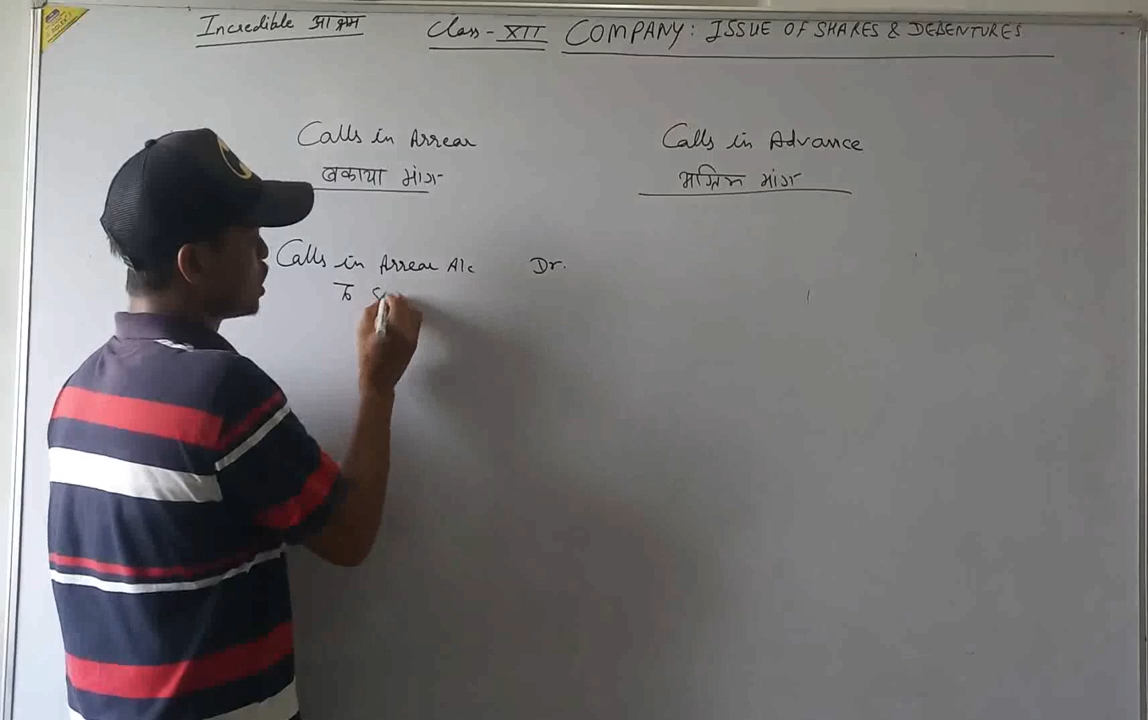 Incredible आश्रम
Class - XII COMPANY: ISSUE OF SHARES & DEBENTURES
Calls in Arrear
बकाया मांग
Calls in Advance
अग्रिम मांग
Calls in Arrear A/c Dr.
To S